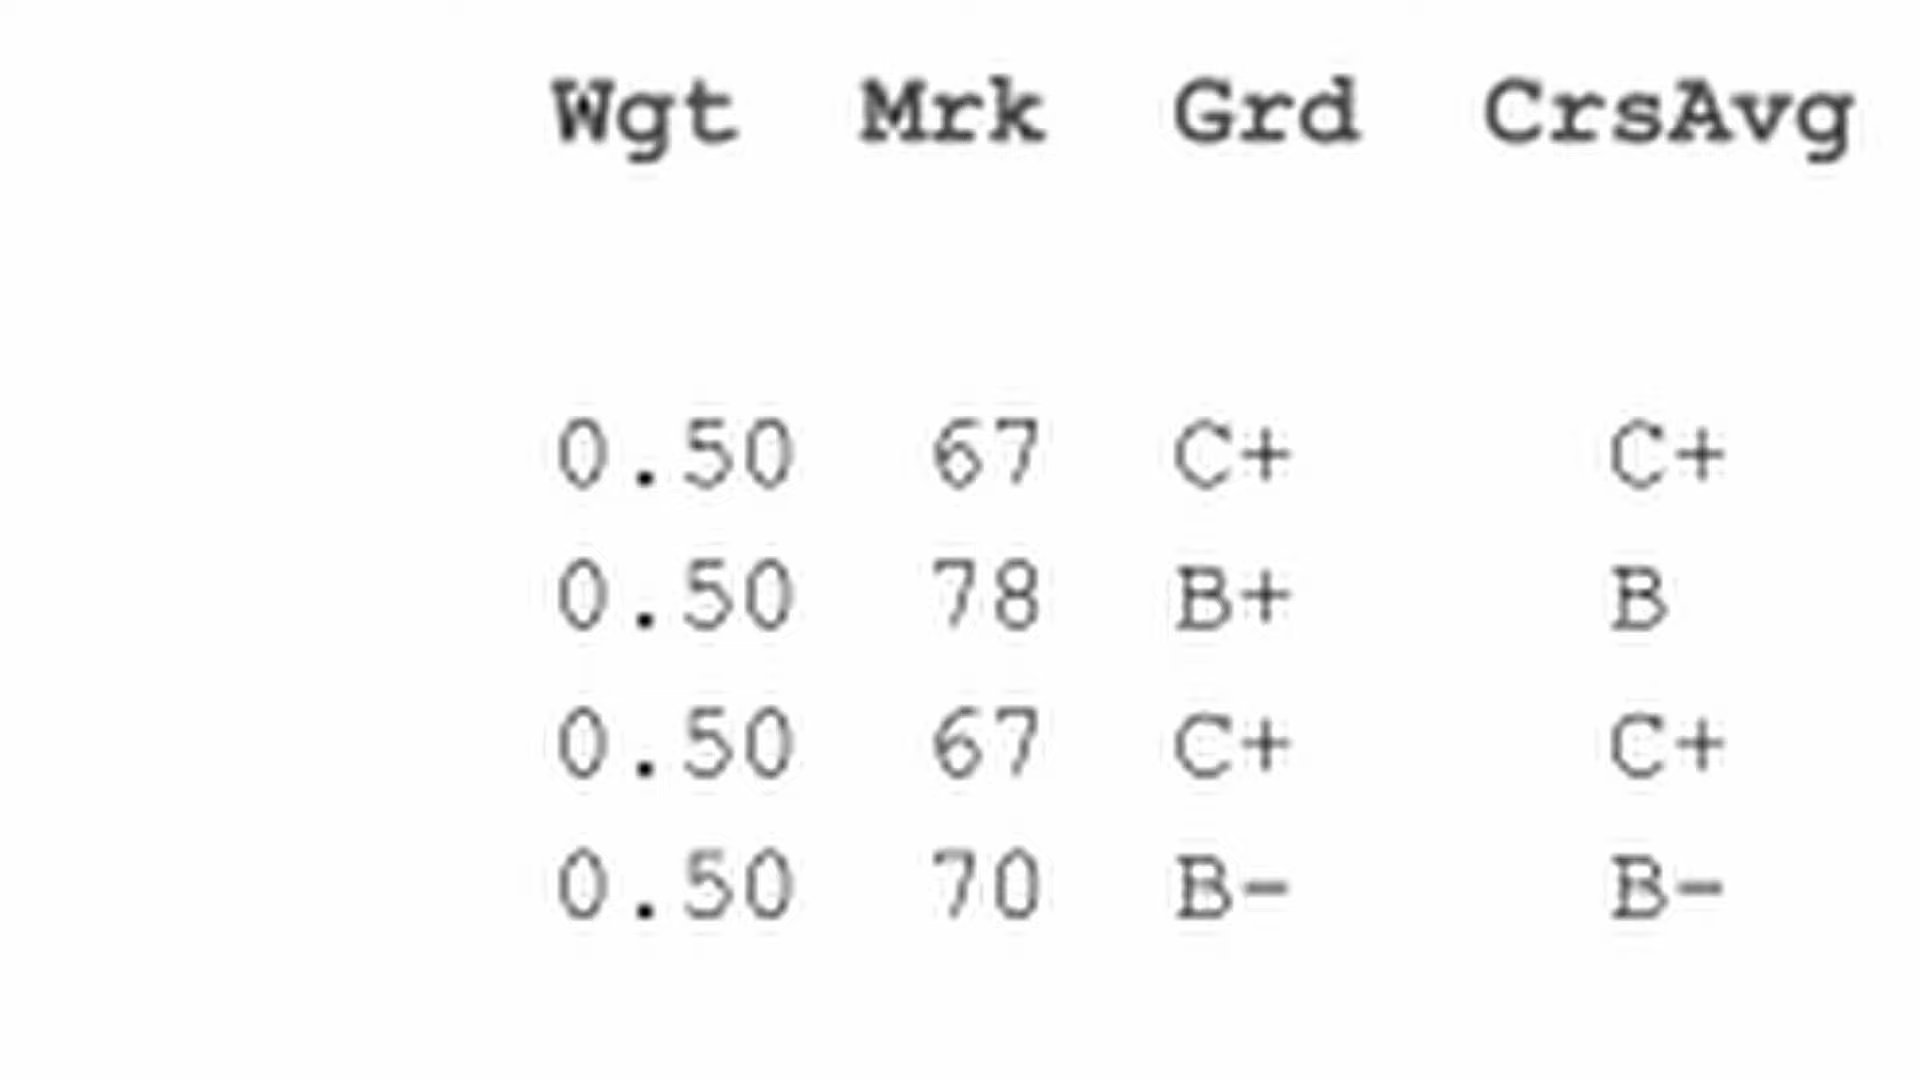 Wgt Mrk Grd CrsAvg
0.50 67 C+ C+
0.50 78 B+ B
0.50 67 C+ C+
0.50 70 B- B-